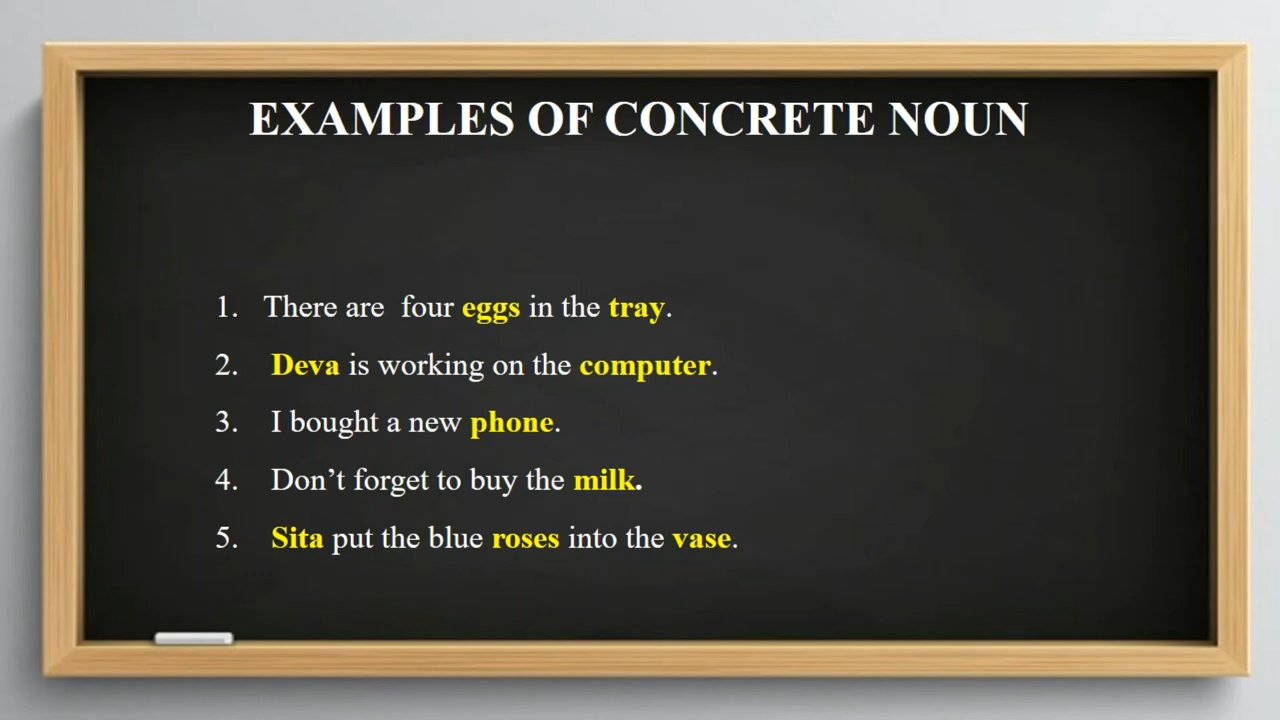 EXAMPLES OF CONCRETE NOUN
1. There are four eggs in the tray.
2. Deva is working on the computer.
3. I bought a new phone.
4. Don’t forget to buy the milk.
5. Sita put the blue roses into the vase.